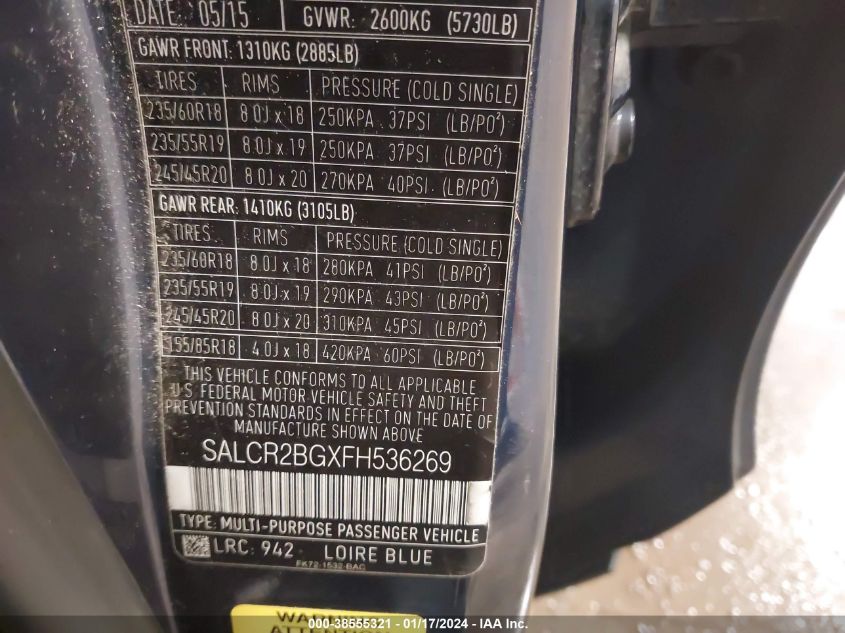 DATE: 05/15 GVWR: 2600KG (5730LB)
GAWR FRONT: 1310KG (2885LB)
TIRES RIMS PRESSURE (COLD SINGLE)
235/60R18 8.0J x 18 250KPA 37PSI (LB/PO²)
235/55R19 8.0J x 19 250KPA 37PSI (LB/PO²)
245/45R20 8.0J x 20 270KPA 40PSI (LB/PO²)
GAWR REAR: 1410KG (3105LB)
TIRES RIMS PRESSURE (COLD SINGLE)
235/60R18 8.0J x 18 280KPA 41PSI (LB/PO²)
235/55R19 8.0J x 19 290KPA 43PSI (LB/PO²)
245/45R20 8.0J x 20 310KPA 45PSI (LB/PO²)
155/85R18 4.0J x 18 420KPA 60PSI (LB/PO²)
THIS VEHICLE CONFORMS TO ALL APPLICABLE
U.S. FEDERAL MOTOR VEHICLE SAFETY AND THEFT
PREVENTION STANDARDS IN EFFECT ON THE DATE OF
MANUFACTURE SHOWN ABOVE
SALCR2BGXFH536269
TYPE: MULTI-PURPOSE PASSENGER VEHICLE
LRC: 942 LOIRE BLUE
FK72-1532-BAG
WARNING
ATTENTION
000-38555321 - 01/17/2024 - IAA Inc.